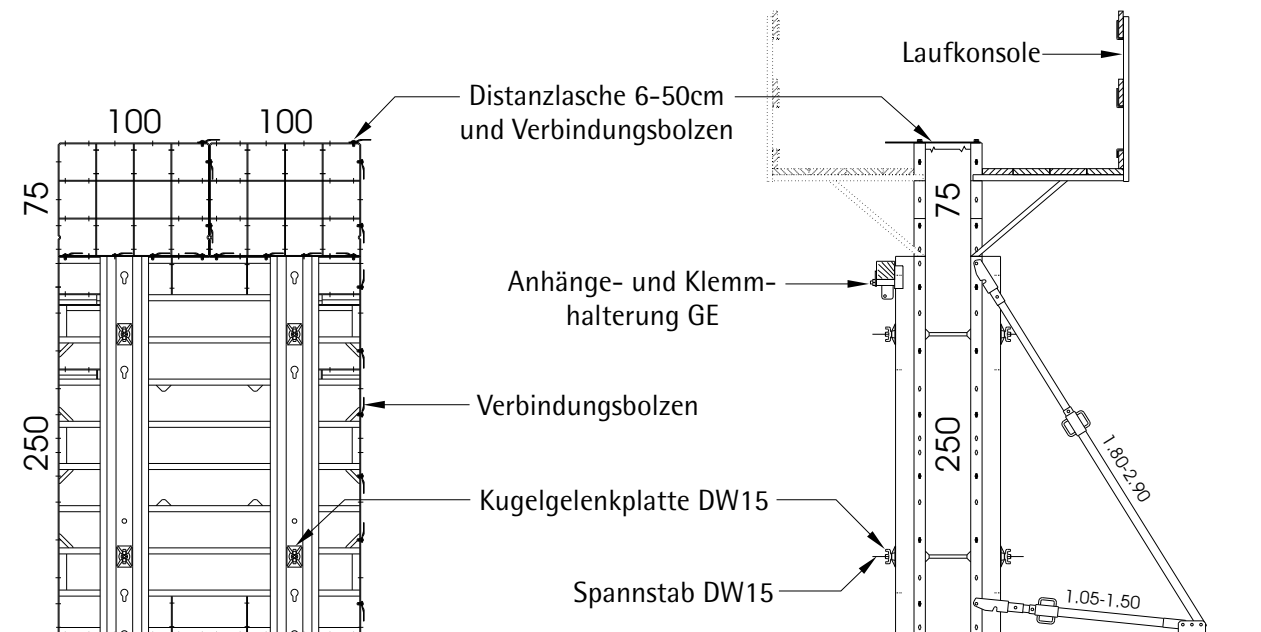 Laufkonsole
Distanzlasche 6-50cm
und Verbindungsbolzen
100
100
75
75
Anhänge- und Klemm-
halterung GE
Verbindungsbolzen
250
250
1.80-2.90
Kugelgelenkplatte DW15
Spannstab DW15
1.05-1.50